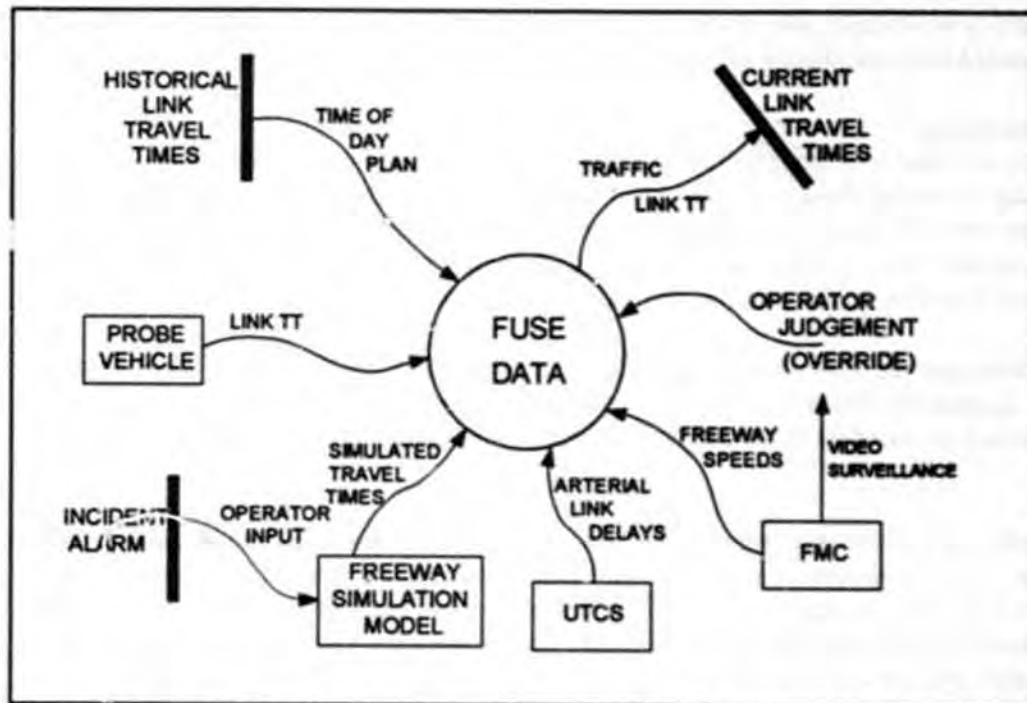 HISTORICAL
LINK
TRAVEL
TIMES
TIME OF
DAY
PLAN
CURRENT
LINK
TRAVEL
TIMES
TRAFFIC
LINK TT
PROBE
VEHICLE
LINK TT
FUSE
DATA
OPERATOR
JUDGEMENT
(OVERRIDE)
SIMULATED
TRAVEL
TIMES
FREEWAY
SPEEDS
VIDEO
SURVEILLANCE
INCIDENT
ALARM
OPERATOR
INPUT
ARTERIAL
LINK
DELAYS
FREEWAY
SIMULATION
MODEL
UTCS
FMC